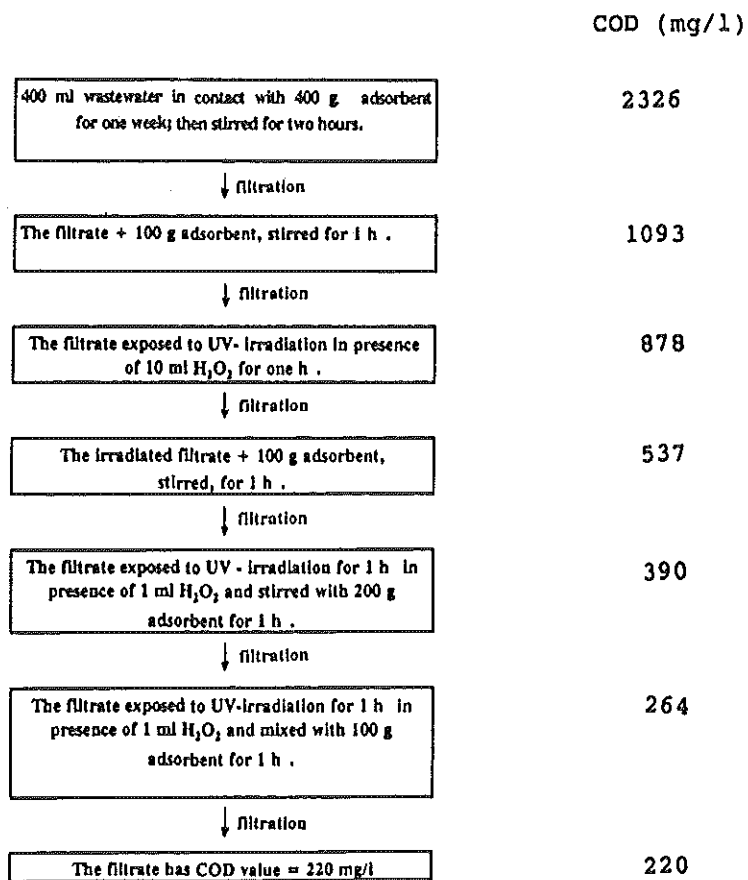 COD (mg/l)
400 ml wastewater in contact with 400 g adsorbent
for one week; then stirred for two hours.
2326
↓ filtration
The filtrate + 100 g adsorbent, stirred for 1 h .
1093
↓ filtration
The filtrate exposed to UV- irradiation in presence
of 10 ml H₂O₂ for one h .
878
↓ filtration
The irradiated filtrate + 100 g adsorbent,
stirred, for 1 h .
537
↓ filtration
The filtrate exposed to UV - irradiation for 1 h in
presence of 1 ml H₂O₂ and stirred with 200 g
adsorbent for 1 h .
390
↓ filtration
The filtrate exposed to UV-irradiation for 1 h in
presence of 1 ml H₂O₂ and mixed with 100 g
adsorbent for 1 h .
264
↓ filtration
The filtrate has COD value = 220 mg/l
220